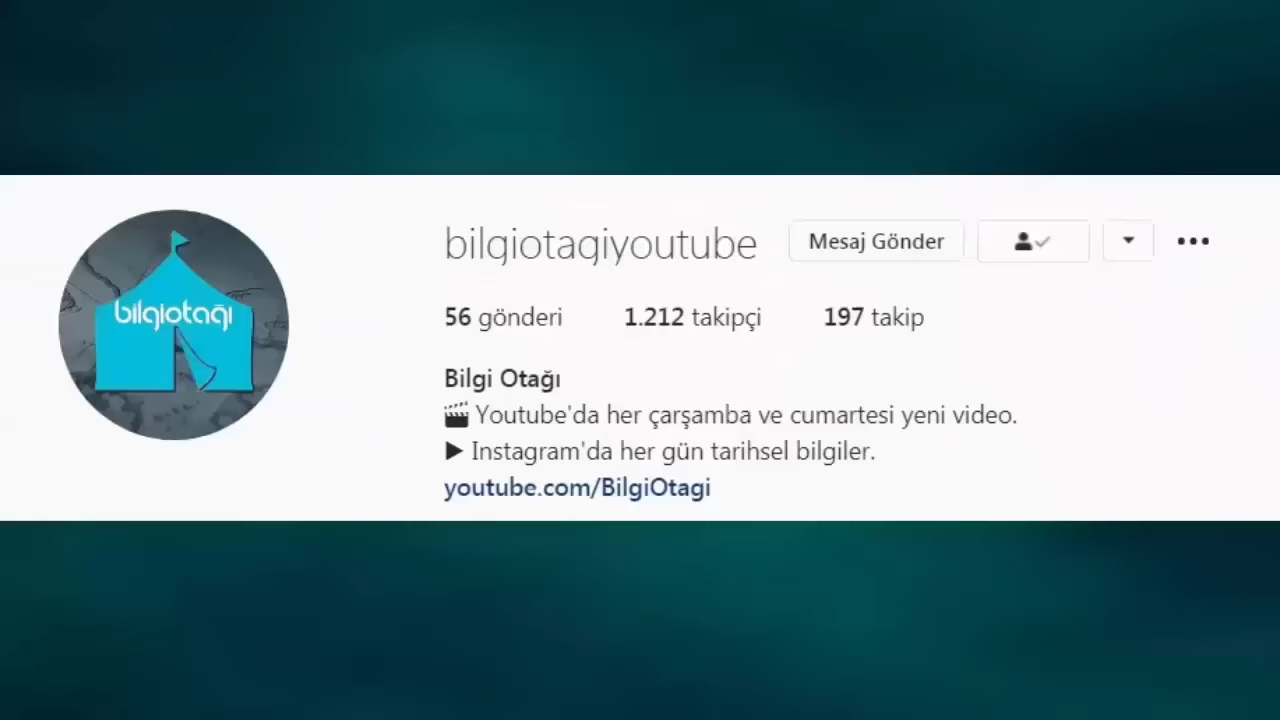 bilgiotağı
bilgiotagiyoutube Mesaj Gönder
56 gönderi 1.212 takipçi 197 takip
Bilgi Otağı
Youtube'da her çarşamba ve cumartesi yeni video.
Instagram'da her gün tarihsel bilgiler.
youtube.com/BilgiOtagi